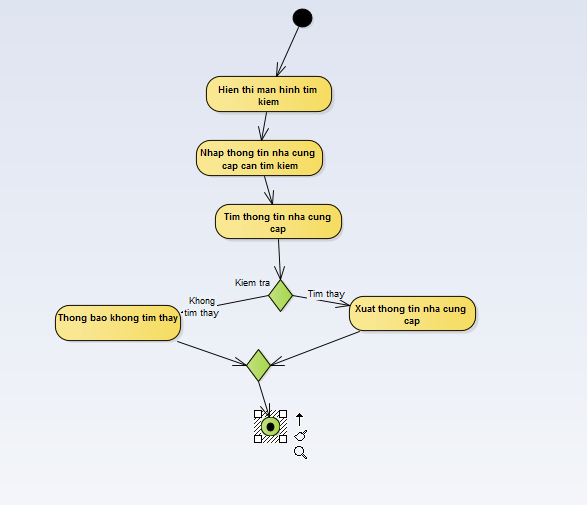 Hien thi man hinh tim
kiem
Nhap thong tin nha cung
cap can tim kiem
Tim thong tin nha cung
cap
Kiem tra
Khong
tim thay
Tim thay
Thong bao khong tim thay
Xuat thong tin nha cung
cap